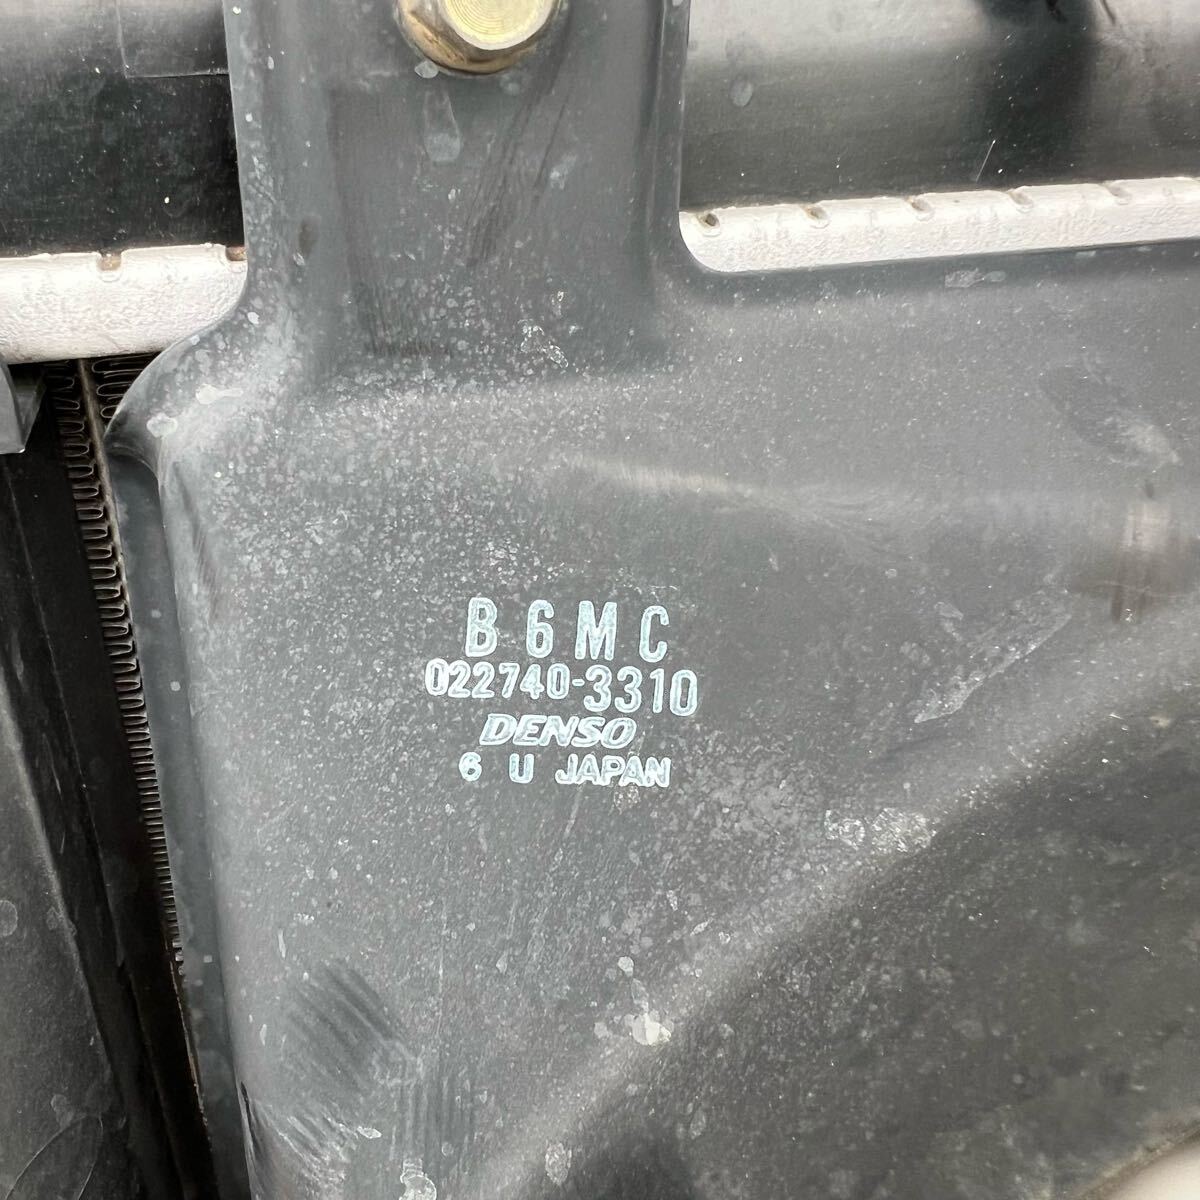 B6MC
022740-3310
DENSO
6 U JAPAN